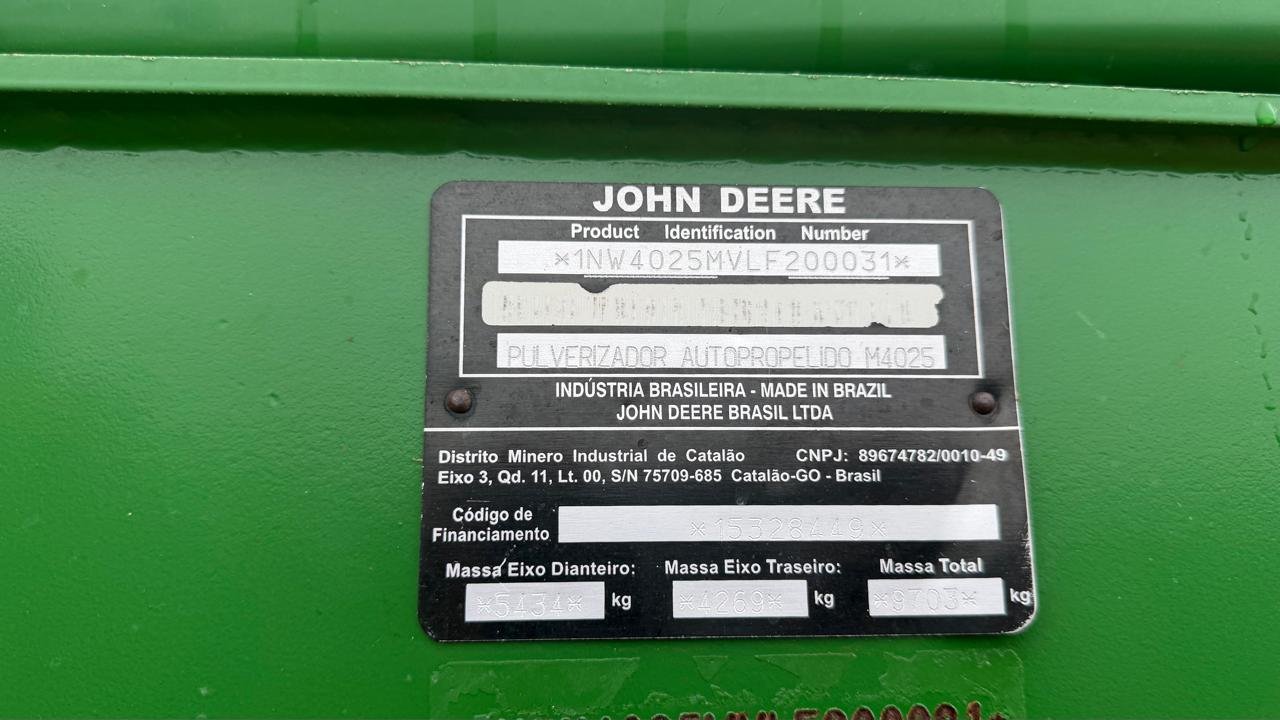 JOHN DEERE
Product Identification Number
*1NW4025MVLF200031*
PULVERIZADOR AUTOPROPELIDO M4025
INDÚSTRIA BRASILEIRA - MADE IN BRAZIL
JOHN DEERE BRASIL LTDA
Distrito Minero Industrial de Catalão CNPJ: 89674782/0010-49
Eixo 3, Qd. 11, Lt. 00, S/N 75709-685 Catalão-GO - Brasil
Código de
Financiamento *15328449*
Massa Eixo Dianteiro: Massa Eixo Traseiro: Massa Total
*5434* kg *4269* kg *9703* kg